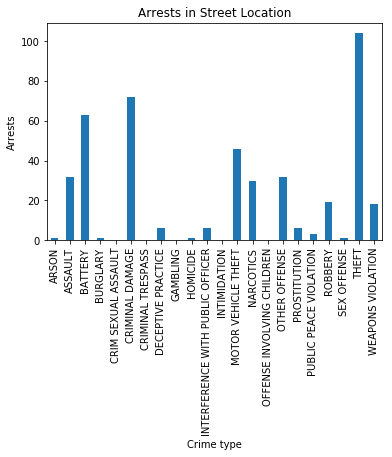 Arrests in Street Location
Arrests
100
80
60
40
20
0
ARSON
ASSAULT
BATTERY
BURGLARY
CRIM SEXUAL ASSAULT
CRIMINAL DAMAGE
CRIMINAL TRESPASS
DECEPTIVE PRACTICE
GAMBLING
HOMICIDE
INTERFERENCE WITH PUBLIC OFFICER
INTIMIDATION
MOTOR VEHICLE THEFT
NARCOTICS
OFFENSE INVOLVING CHILDREN
OTHER OFFENSE
PROSTITUTION
PUBLIC PEACE VIOLATION
ROBBERY
SEX OFFENSE
THEFT
WEAPONS VIOLATION
Crime type